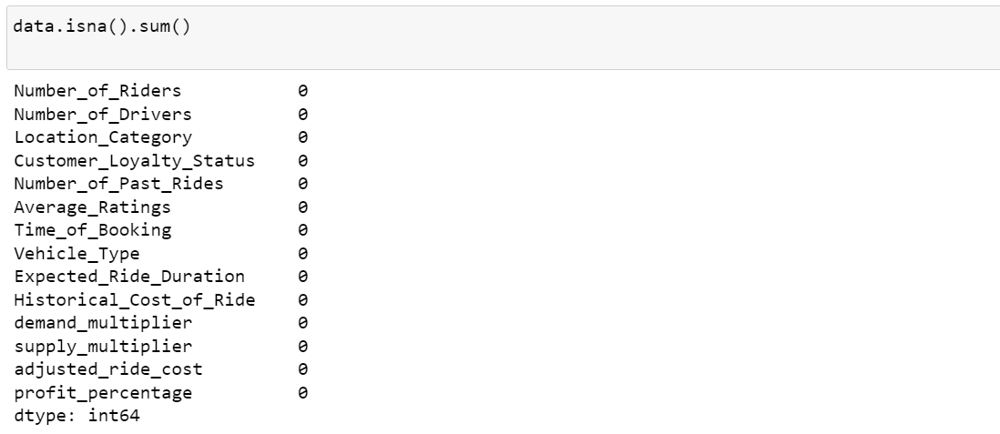 data.isna().sum()
Number_of_Riders 0
Number_of_Drivers 0
Location_Category 0
Customer_Loyalty_Status 0
Number_of_Past_Rides 0
Average_Ratings 0
Time_of_Booking 0
Vehicle_Type 0
Expected_Ride_Duration 0
Historical_Cost_of_Ride 0
demand_multiplier 0
supply_multiplier 0
adjusted_ride_cost 0
profit_percentage 0
dtype: int64